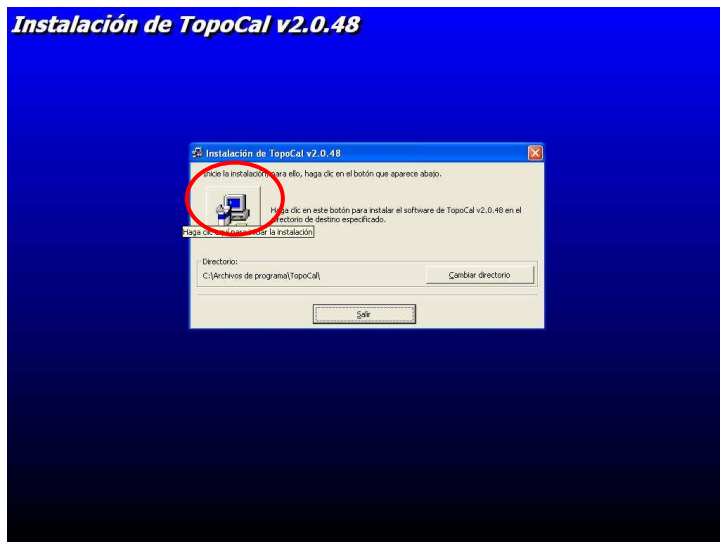 Instalación de TopoCal v2.0.48
Instalación de TopoCal v2.0.48
Inicie la instalación, para ello, haga clic en el botón que aparece abajo.
Haga clic en este botón para instalar el software de TopoCal v2.0.48 en el
directorio de destino especificado.
Haga clic aquí para iniciar la instalación
Directorio:
C:\Archivos de programa\TopoCal\
Cambiar directorio
Salir